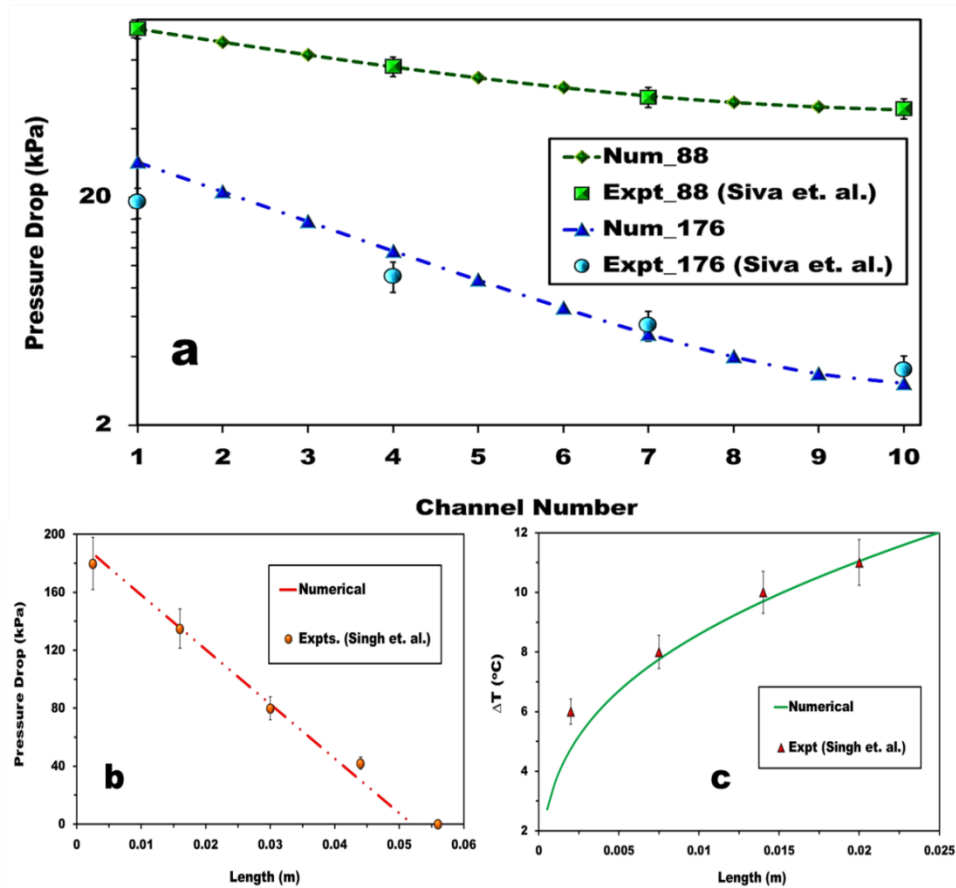 Pressure Drop (kPa)
20
2
Num_88
Expt_88 (Siva et. al.)
Num_176
Expt_176 (Siva et. al.)
a
1 2 3 4 5 6 7 8 9 10
Channel Number
Pressure Drop (kPa)
200
160
120
80
40
0
Numerical
Expts. (Singh et. al.)
b
0 0.01 0.02 0.03 0.04 0.05 0.06
Length (m)
ΔT (°C)
12
10
8
6
4
2
Numerical
Expt (Singh et. al.)
c
0 0.005 0.01 0.015 0.02 0.025
Length (m)